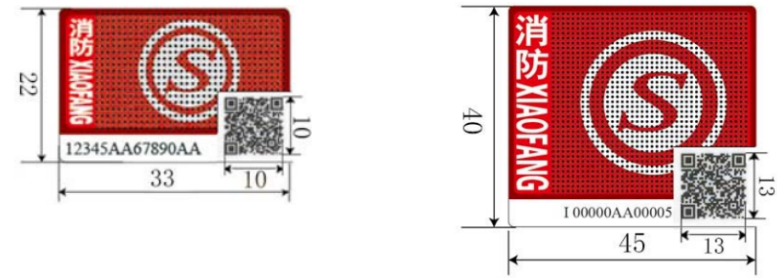 消防 XIAOFANG
S
12345AA67890AA
22
33
10
10
消防 XIAOFANG
S
I 00000AA00005
40
45
13
13